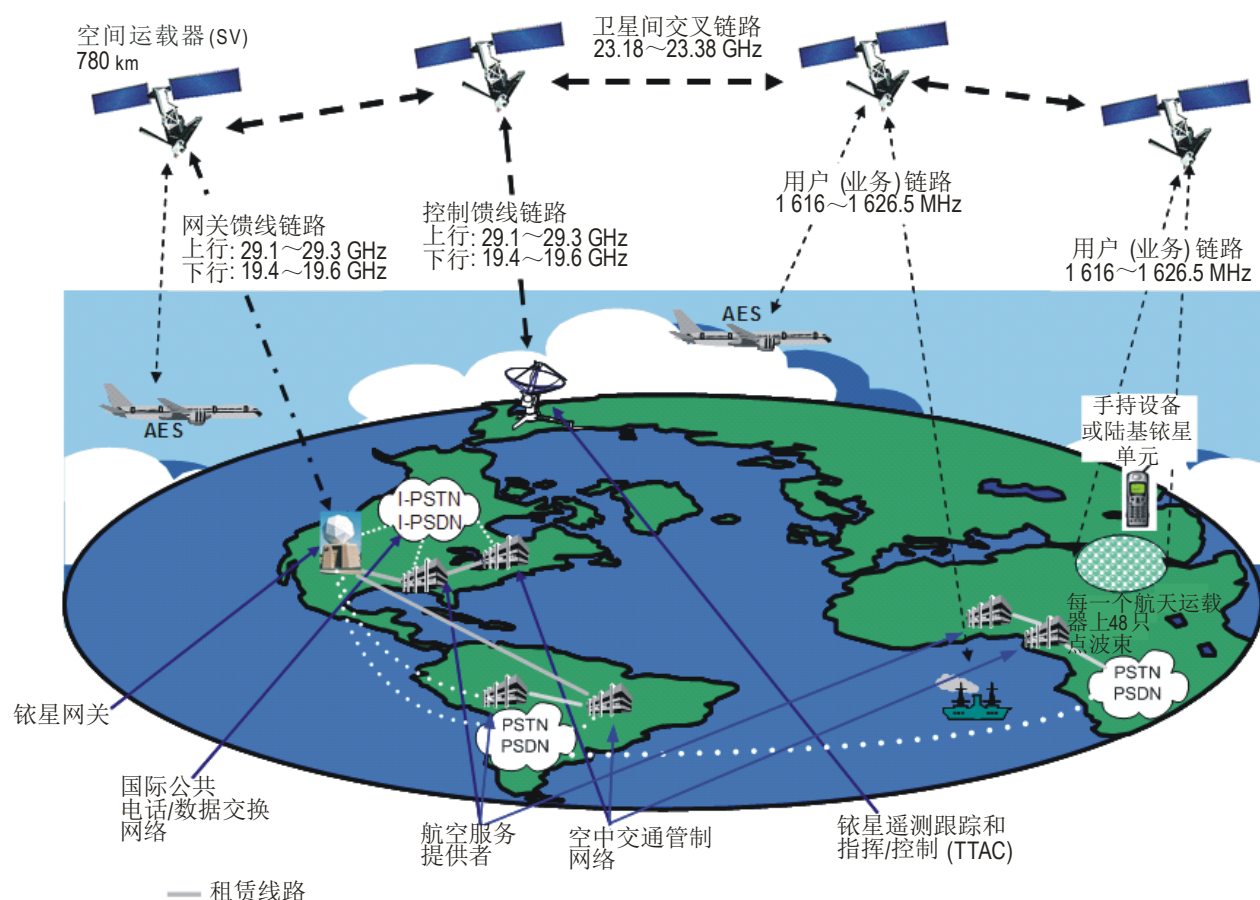 空间运载器 (SV)
780 km
卫星间交叉链路
23.18～23.38 GHz
用户 (业务) 链路
1 616～1 626.5 MHz
网关馈线链路
上行: 29.1～29.3 GHz
下行: 19.4～19.6 GHz
控制馈线链路
上行: 29.1～29.3 GHz
下行: 19.4～19.6 GHz
用户 (业务) 链路
1 616～1 626.5 MHz
AES
AES
手持设备
或陆基铱星
单元
I-PSTN
I-PSDN
每一个航天运载
器上48只
点波束
PSTN
PSDN
PSTN
PSDN
铱星网关
国际公共
电话/数据交换
网络
航空服务
提供者
空中交通管制
网络
铱星遥测跟踪和
指挥/控制 (TTAC)
租赁线路